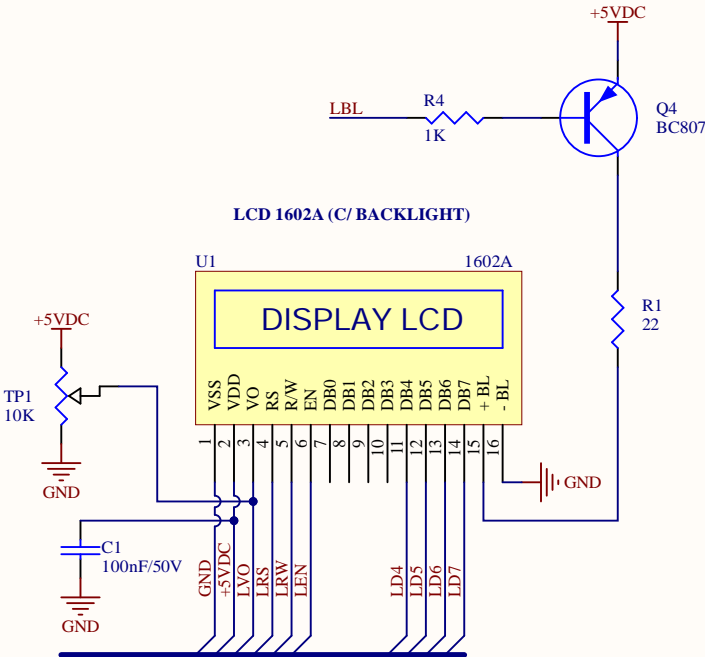 +5VDC
LBL
R4
1K
Q4
BC807
LCD 1602A (C/ BACKLIGHT)
U1
1602A
DISPLAY LCD
R1
22
+5VDC
TP1
10K
GND
VSS
VDD
VO
RS
R/W
EN
DB0
DB1
DB2
DB3
DB4
DB5
DB6
DB7
+ BL
- BL
1
2
3
4
5
6
7
8
9
10
11
12
13
14
15
16
GND
C1
100nF/50V
GND
GND
+5VDC
LVO
LRS
LRW
LEN
LD4
LD5
LD6
LD7